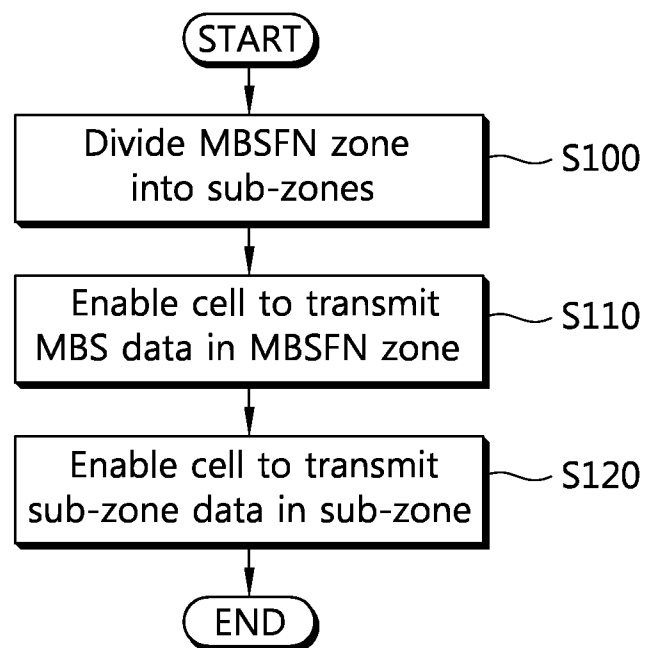 START
Divide MBSFN zone
into sub-zones
S100
Enable cell to transmit
MBS data in MBSFN zone
S110
Enable cell to transmit
sub-zone data in sub-zone
S120
END